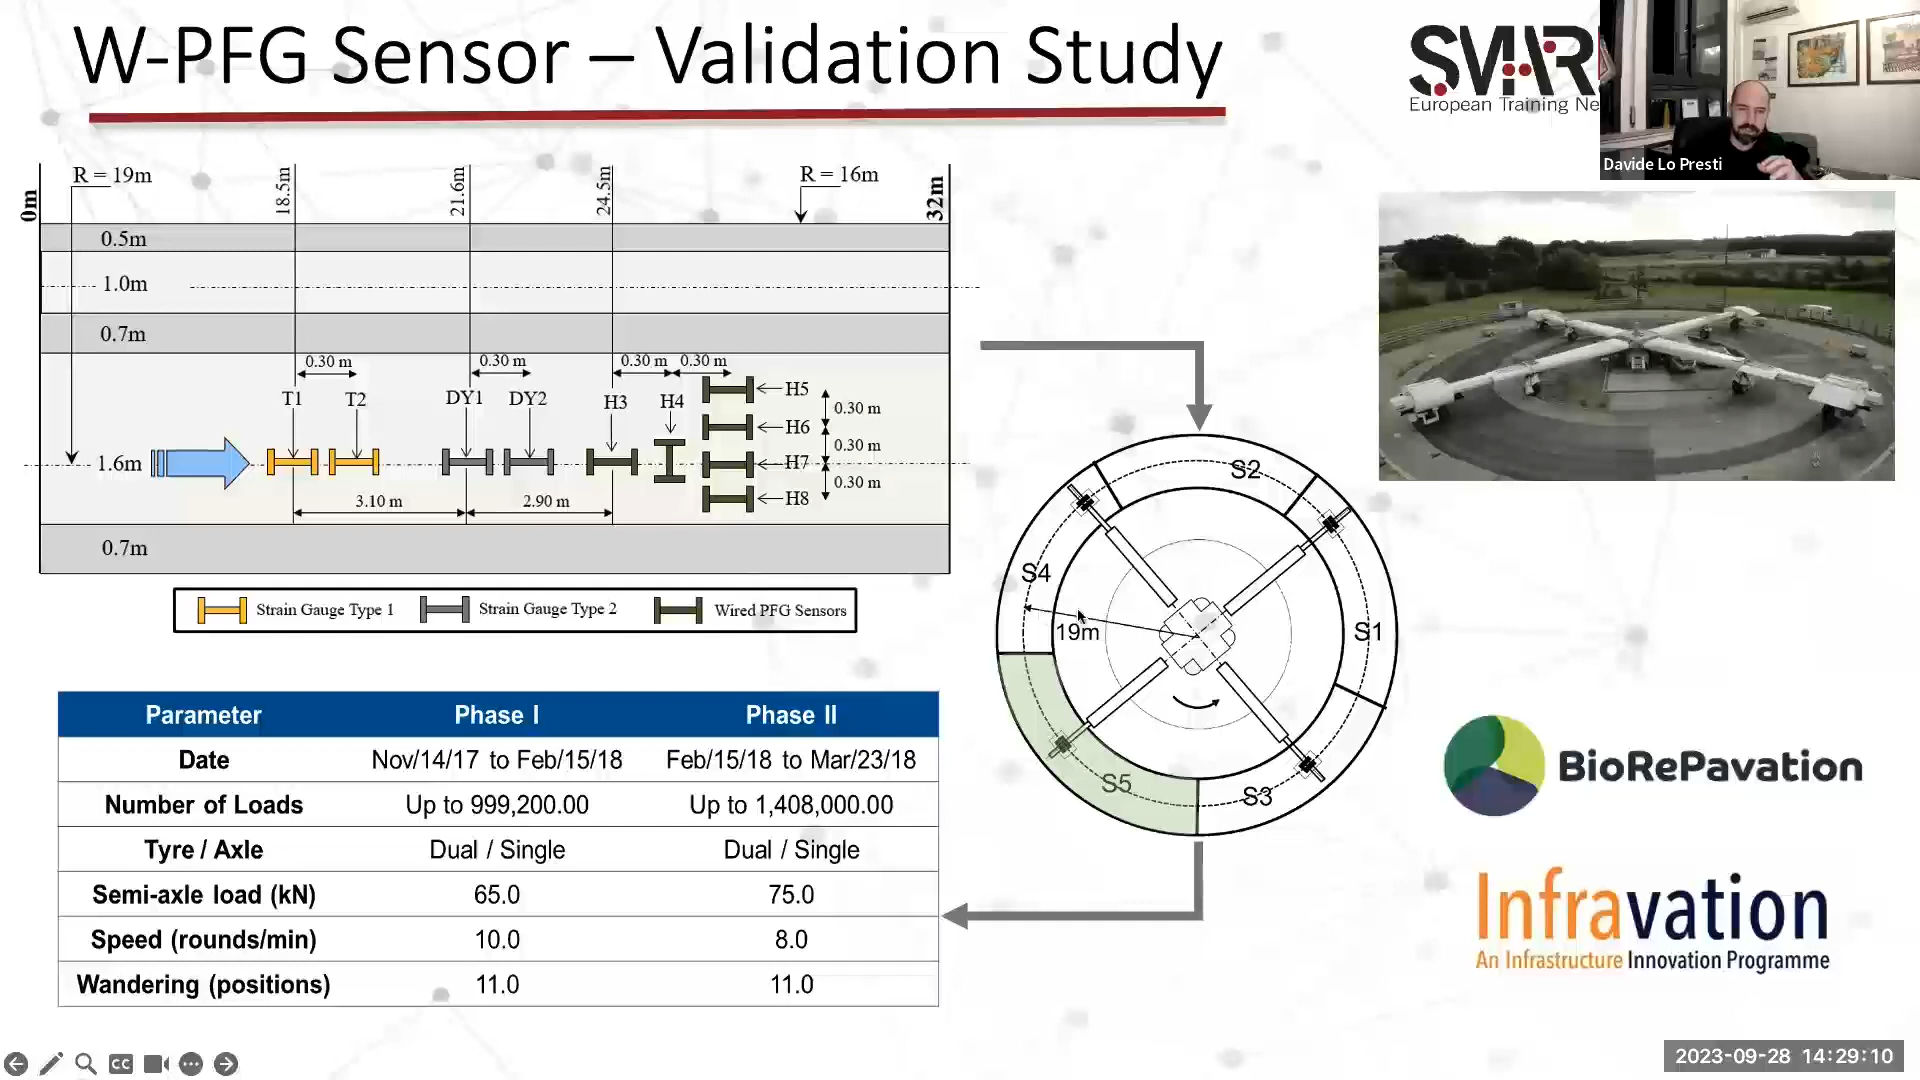 W-PFG Sensor – Validation Study
SMAR
European Training Ne
Davide Lo Presti
0m
R = 19m
18.5m
21.6m
24.5m
R = 16m
32m
0.5m
1.0m
0.7m
0.30 m
0.30 m
0.30 m
0.30 m
T1
T2
DY1
DY2
H3
H4
H5
0.30 m
H6
0.30 m
1.6m
H7
0.30 m
H8
3.10 m
2.90 m
0.7m
Strain Gauge Type 1
Strain Gauge Type 2
Wired PFG Sensors
S2
S4
19m
S1
S5
S3
Parameter Phase I Phase II
Date Nov/14/17 to Feb/15/18 Feb/15/18 to Mar/23/18
Number of Loads Up to 999,200.00 Up to 1,408,000.00
Tyre / Axle Dual / Single Dual / Single
Semi-axle load (kN) 65.0 75.0
Speed (rounds/min) 10.0 8.0
Wandering (positions) 11.0 11.0
BioRePavation
Infravation
An Infrastructure Innovation Programme
CC
2023-09-28 14:29:10